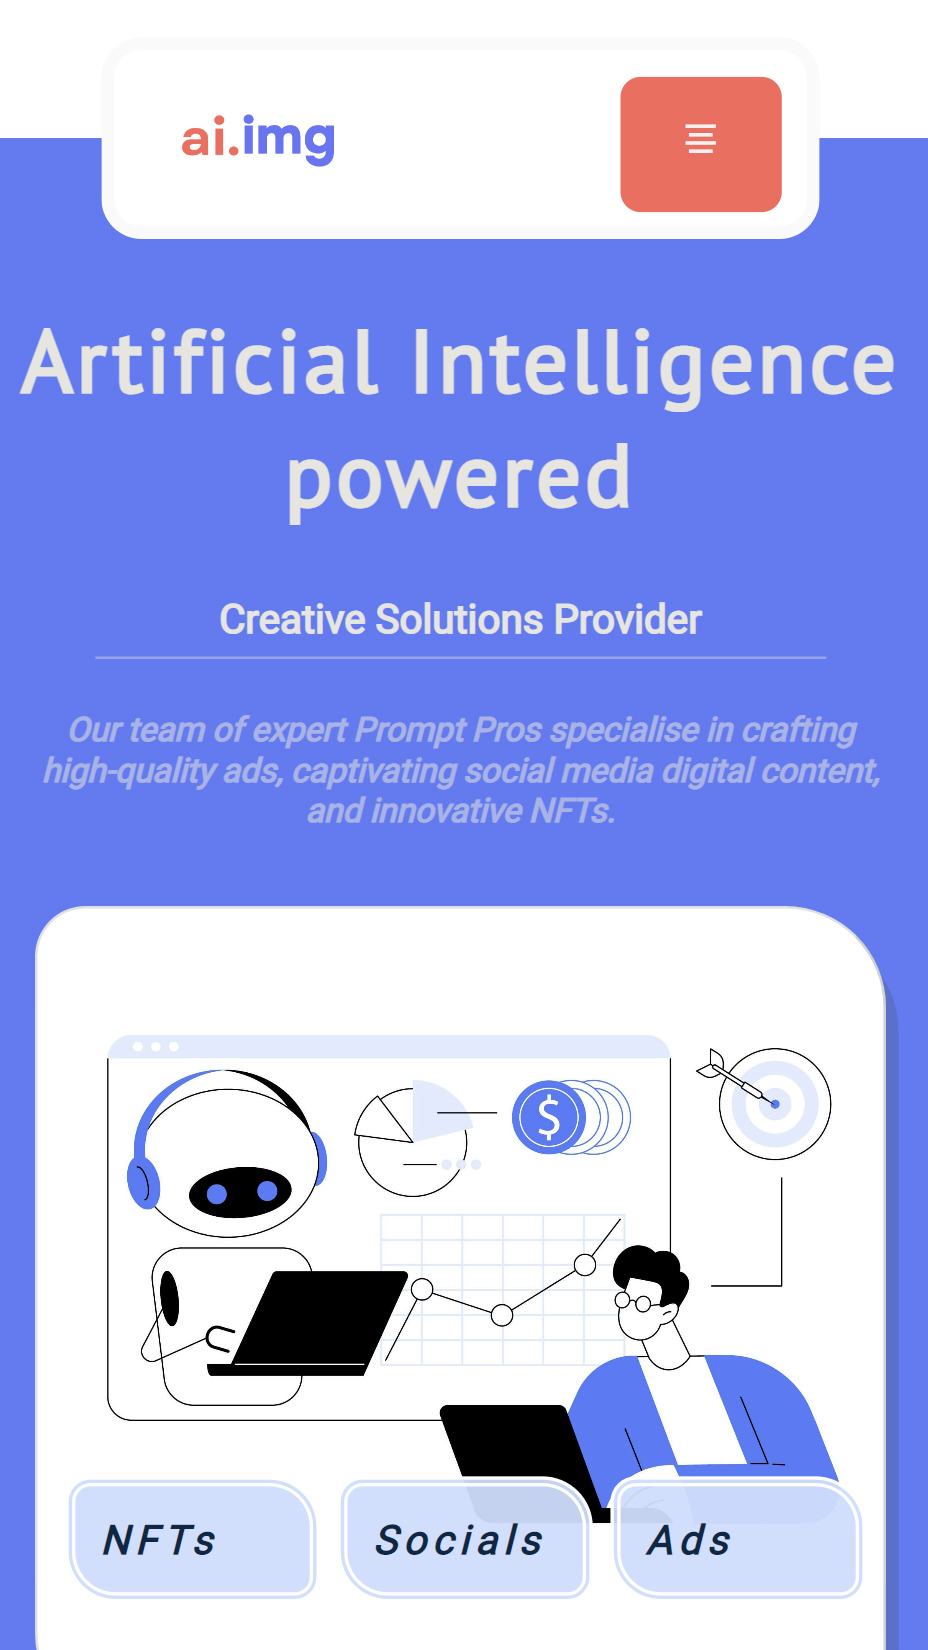 ai.img
Artificial Intelligence
powered
Creative Solutions Provider
Our team of expert Prompt Pros specialise in crafting
high-quality ads, captivating social media digital content,
and innovative NFTs.
$
NFTs
Socials
Ads